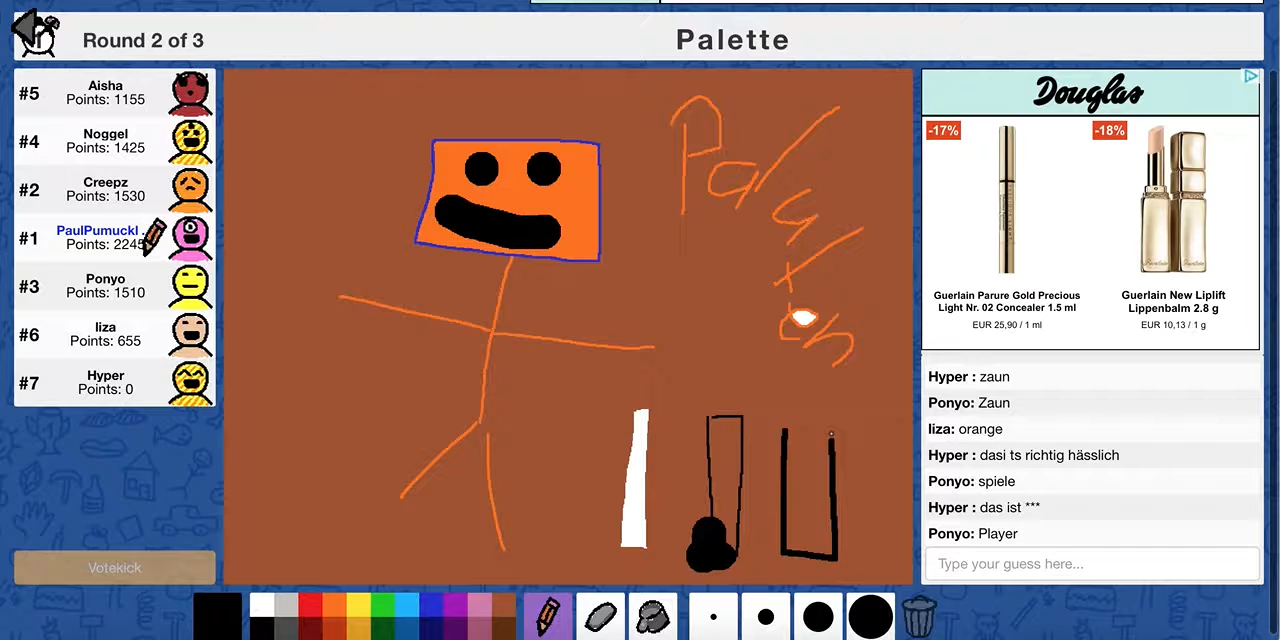 Round 2 of 3
Palette
#5
Aisha
Points: 1155
#4
Noggel
Points: 1425
#2
Creepz
Points: 1530
#1
PaulPumuckl .
Points: 2245
#3
Ponyo
Points: 1510
#6
liza
Points: 655
#7
Hyper
Points: 0
Votekick
Douglas
-17%
-18%
Guerlain Parure Gold Precious
Light Nr. 02 Concealer 1.5 ml
EUR 25,90 / 1 ml
Guerlain New Liplift
Lippenbalm 2.8 g
EUR 10,13 / 1 g
Hyper : zaun
Ponyo: Zaun
liza: orange
Hyper : dasi ts richtig hässlich
Ponyo: spiele
Hyper : das ist ***
Ponyo: Player
Type your guess here...